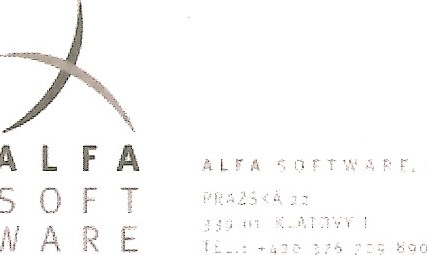 ALFA
SOFT
WARE
ALFA SOFTWARE,
PRAŽSKÁ 22
339 01 KLATOVY I
TEL.: +420 376 709 890